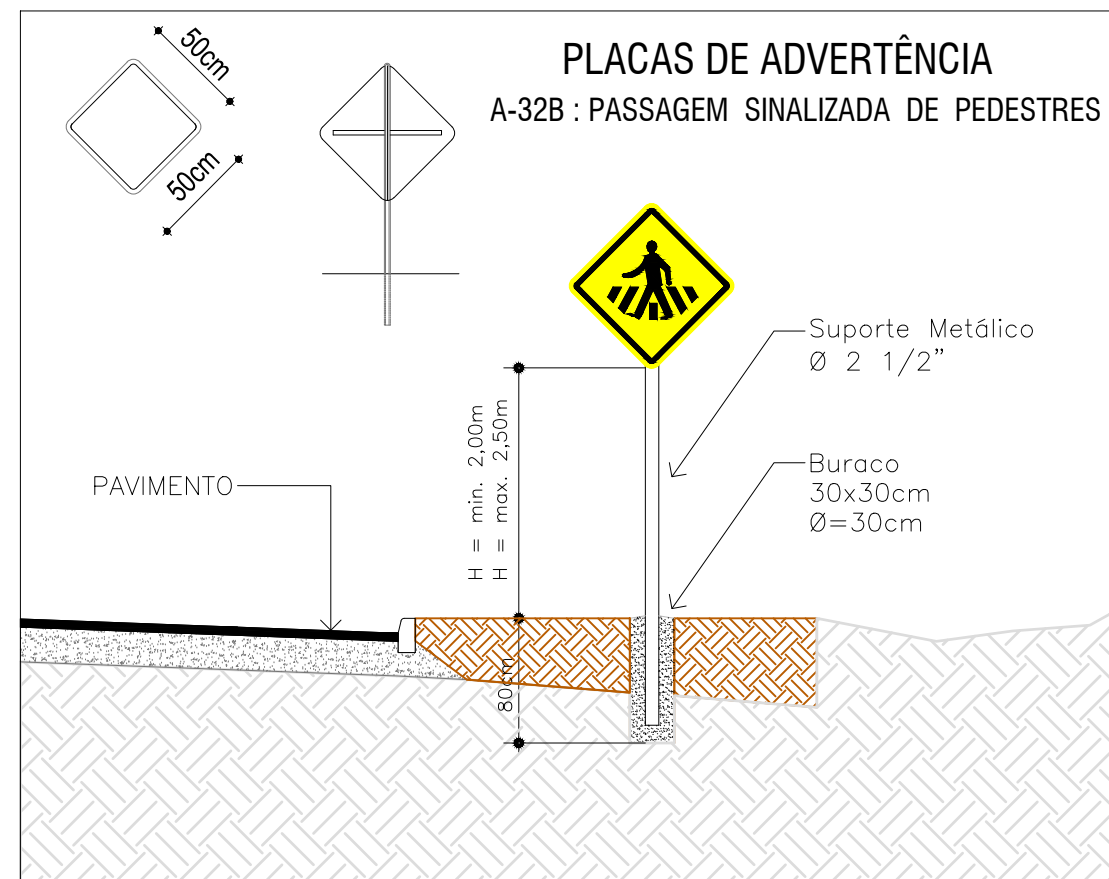 PLACAS DE ADVERTÊNCIA
A-32B : PASSAGEM SINALIZADA DE PEDESTRES
50cm
50cm
Suporte Metálico
Ø 2 1/2”
Buraco
30x30cm
Ø=30cm
PAVIMENTO
H = min. 2,00m
H = max. 2,50m
80cm